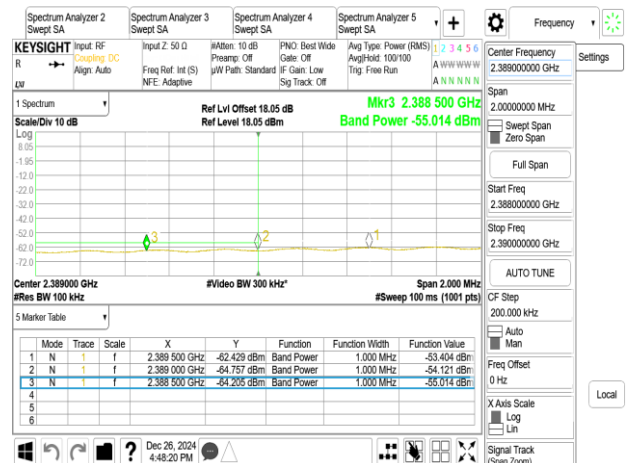 Spectrum Analyzer 2
Swept SA
Spectrum Analyzer 3
Swept SA
Spectrum Analyzer 4
Swept SA
Spectrum Analyzer 5
Swept SA
+
Frequency
Settings
KEYSIGHT
R
Input: RF
Coupling: DC
Align: Auto
Input Z: 50 Ω
Freq Ref: Int (S)
NFE: Adaptive
#Atten: 10 dB
Preamp: Off
µW Path: Standard
PNO: Best Wide
Gate: Off
IF Gain: Low
Sig Track: Off
Avg Type: Power (RMS)
Avg|Hold: 100/100
Trig: Free Run
1 2 3 4 5 6
A W W W W W
A N N N N N
1 Spectrum
Scale/Div 10 dB
Ref Lvl Offset 18.05 dB
Ref Level 18.05 dBm
Mkr3 2.388 500 GHz
Band Power -55.014 dBm
Log
8.05
-1.95
-12.0
-22.0
-32.0
-42.0
-52.0
-62.0
-72.0
3
2
1
Center 2.389000 GHz
#Res BW 100 kHz
#Video BW 300 kHz*
Span 2.000 MHz
#Sweep 100 ms (1001 pts)
5 Marker Table
Mode Trace Scale X Y Function Function Width Function Value
1 N 1 f 2.389 500 GHz -62.429 dBm Band Power 1.000 MHz -53.404 dBm
2 N 1 f 2.389 000 GHz -64.757 dBm Band Power 1.000 MHz -54.121 dBm
3 N 1 f 2.388 500 GHz -64.205 dBm Band Power 1.000 MHz -55.014 dBm
4
5
6
?
Dec 26, 2024
4:48:20 PM
Center Frequency
2.389000000 GHz
Span
2.00000000 MHz
Swept Span
Zero Span
Full Span
Start Freq
2.388000000 GHz
Stop Freq
2.390000000 GHz
AUTO TUNE
CF Step
200.000 kHz
Auto
Man
Freq Offset
0 Hz
X Axis Scale
Log
Lin
Signal Track
(Span Zoom)
Local